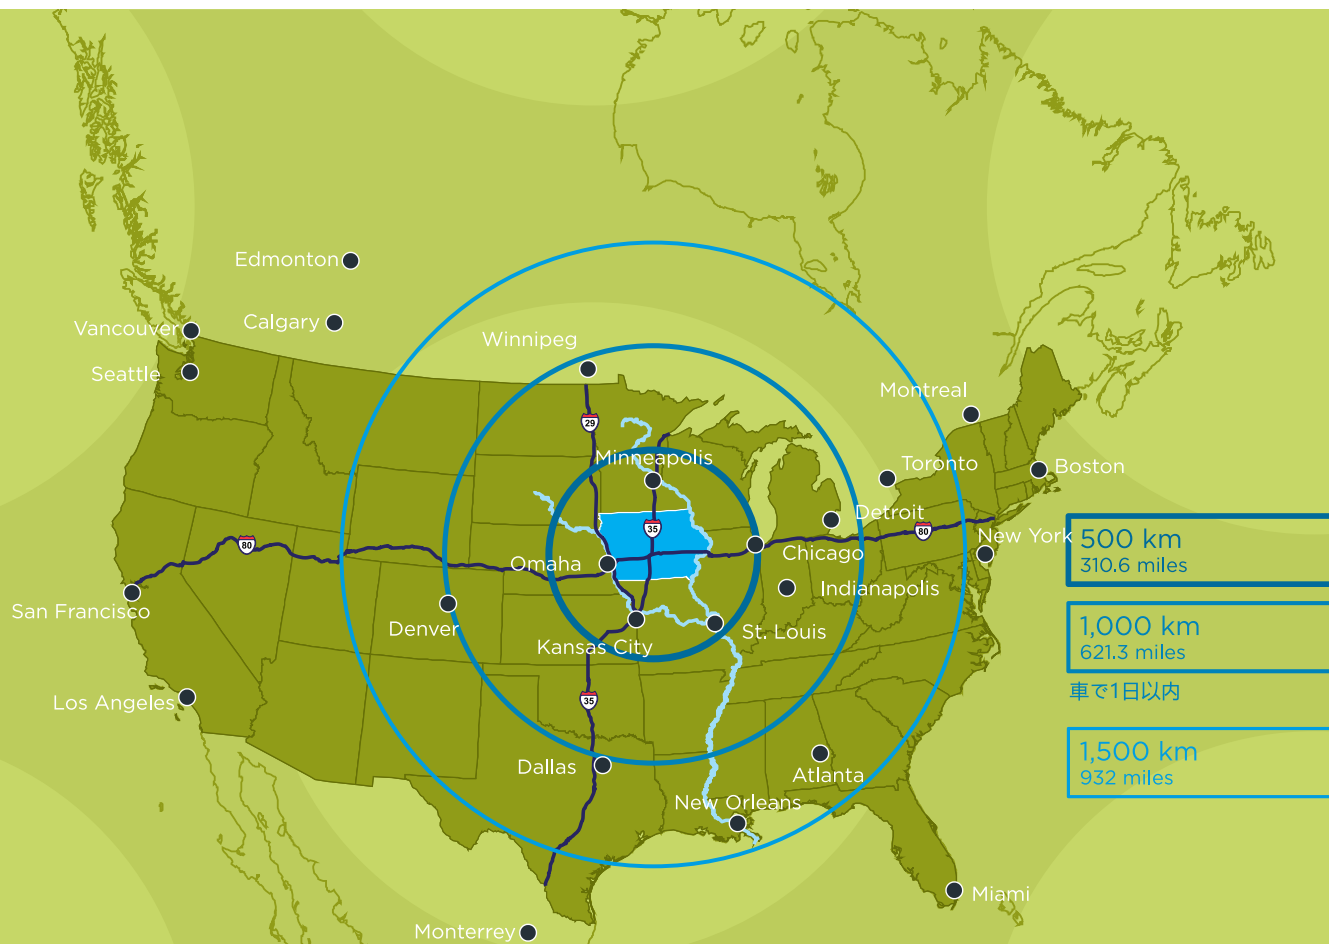 Edmonton
Calgary
Vancouver
Seattle
Winnipeg
Montreal
29
Minneapolis
Toronto
Boston
Detroit
35
80
80
New York
500 km
310.6 miles
Omaha
Chicago
Indianapolis
San Francisco
Denver
Kansas City
St. Louis
1,000 km
621.3 miles
車で1日以内
Los Angeles
35
1,500 km
932 miles
Dallas
Atlanta
New Orleans
Miami
Monterrey